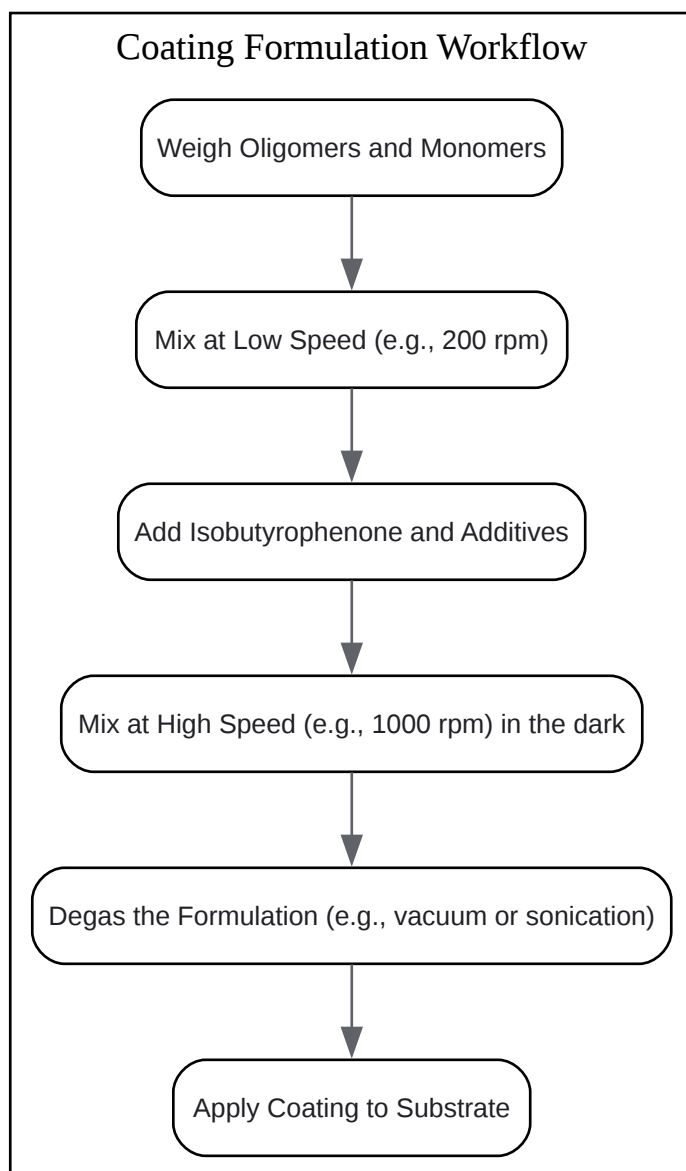 Coating Formulation Workflow
Weigh Oligomers and Monomers
Mix at Low Speed (e.g., 200 rpm)
Add Isobutyrophenone and Additives
Mix at High Speed (e.g., 1000 rpm) in the dark
Degas the Formulation (e.g., vacuum or sonication)
Apply Coating to Substrate